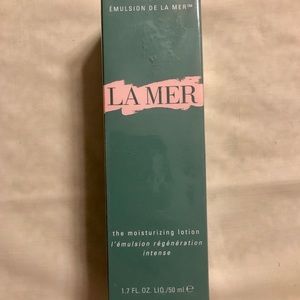 ÉMULSION DE LA MER™
LA MER
the moisturizing lotion
l'émulsion régénération
intense
1.7 FL. OZ. LIQ./50 ml ℮